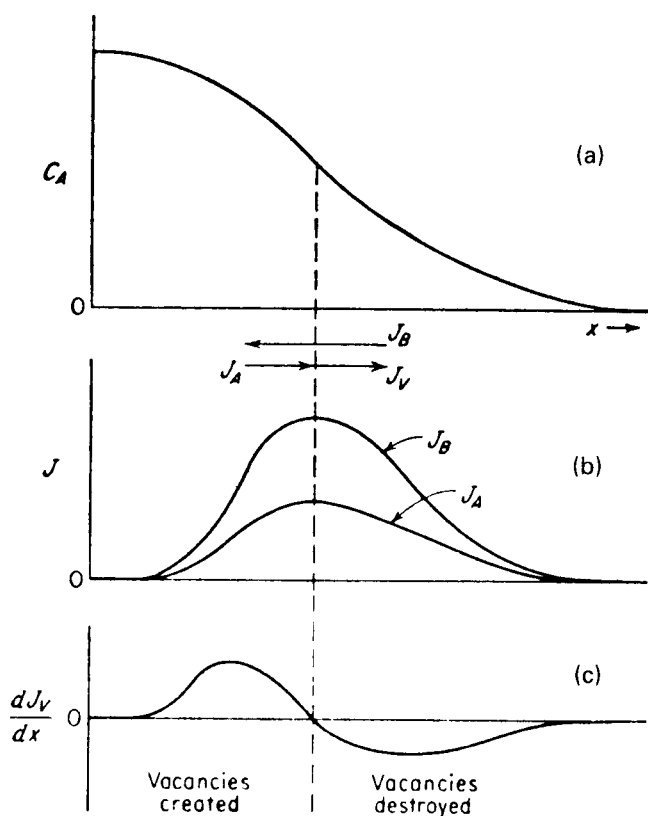 (a)
C_A
0
x →
J_B
J_A
J_V
J
J_B
J_A
(b)
0
(c)
dJ_V
dx
0
Vacancies created
Vacancies destroyed